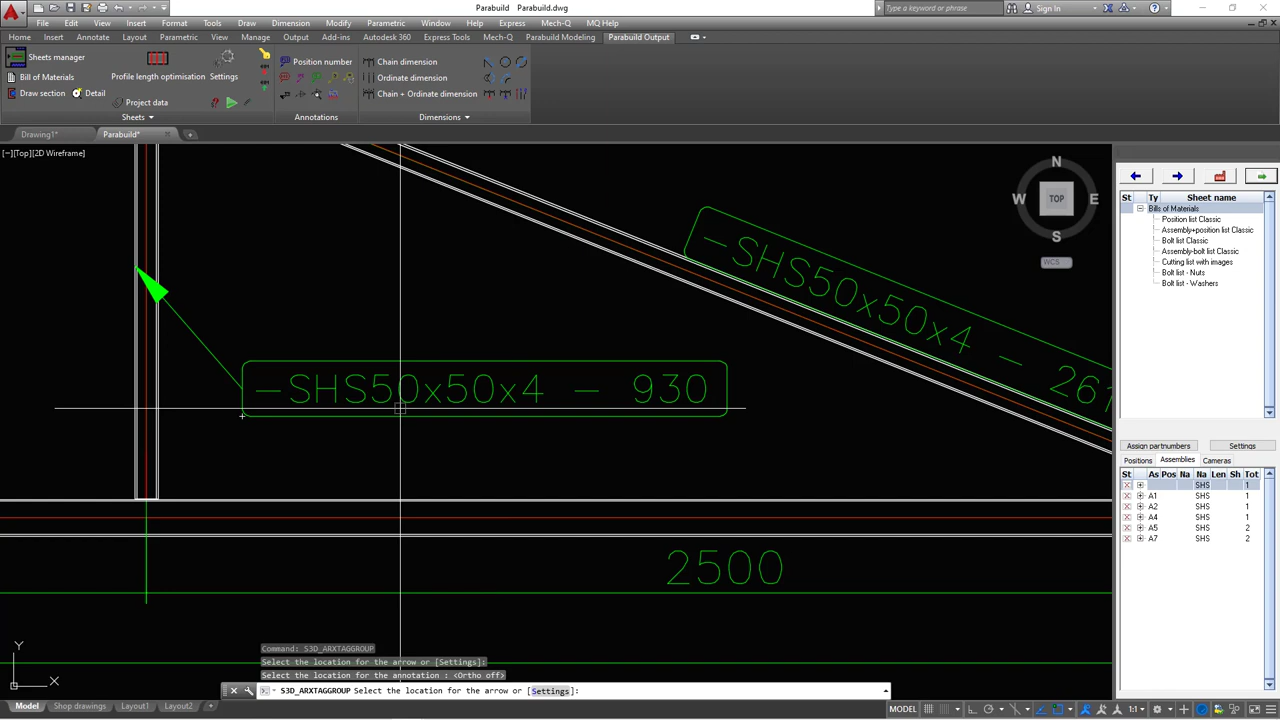 Parabuild Parabuild.dwg
Type a keyword or phrase
Sign In
File Edit View Insert Format Tools Draw Dimension Modify Parametric Window Help Express Mech-Q MQ Help
Home Insert Annotate Layout Parametric View Manage Output Add-ins Autodesk 360 Express Tools Mech-Q Parabuild Modeling Parabuild Output
Sheets manager
Bill of Materials
Draw section Detail
Profile length optimisation
Settings
Project data
Position number
Chain dimension
Ordinate dimension
Chain + Ordinate dimension
Sheets Annotations Dimensions
Drawing1* Parabuild*
[−][Top][2D Wireframe]
N
W TOP E
S
WCS
-SHS50x50x4 - 261
-SHS50x50x4 - 930
2500
Y
X
Command: S3D_ARXTAGGROUP
Select the location for the arrow or [Settings]:
Select the location for the annotation : <Ortho off>
S3D_ARXTAGGROUP Select the location for the arrow or [Settings]:
Model Shop drawings Layout1 Layout2 +
MODEL 1:1
St Ty Sheet name
Bills of Materials
Position list Classic
Assembly+position list Classic
Bolt list Classic
Assembly-bolt list Classic
Cutting list with images
Bolt list - Nuts
Bolt list - Washers
Assign partnumbers Settings
Positions Assemblies Cameras
St As Pos Na Na Len Sh Tot
SHS 1
A1 SHS 1
A2 SHS 1
A4 SHS 1
A5 SHS 2
A7 SHS 2